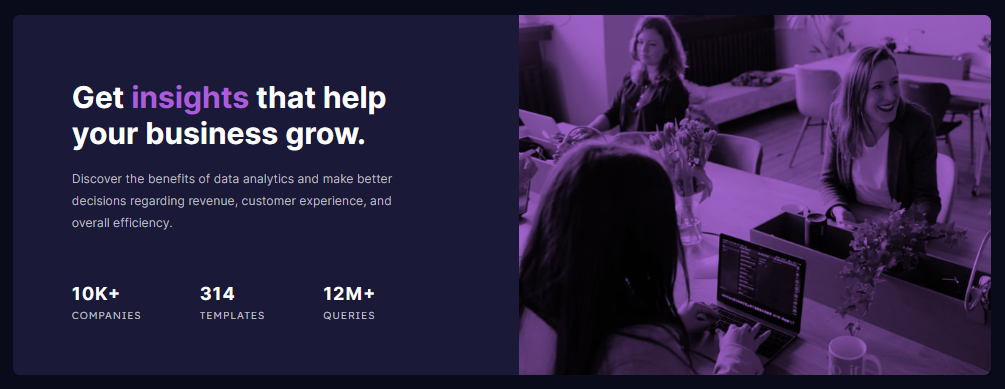 Get insights that help
your business grow.
Discover the benefits of data analytics and make better
decisions regarding revenue, customer experience, and
overall efficiency.
10K+ 314 12M+
COMPANIES TEMPLATES QUERIES